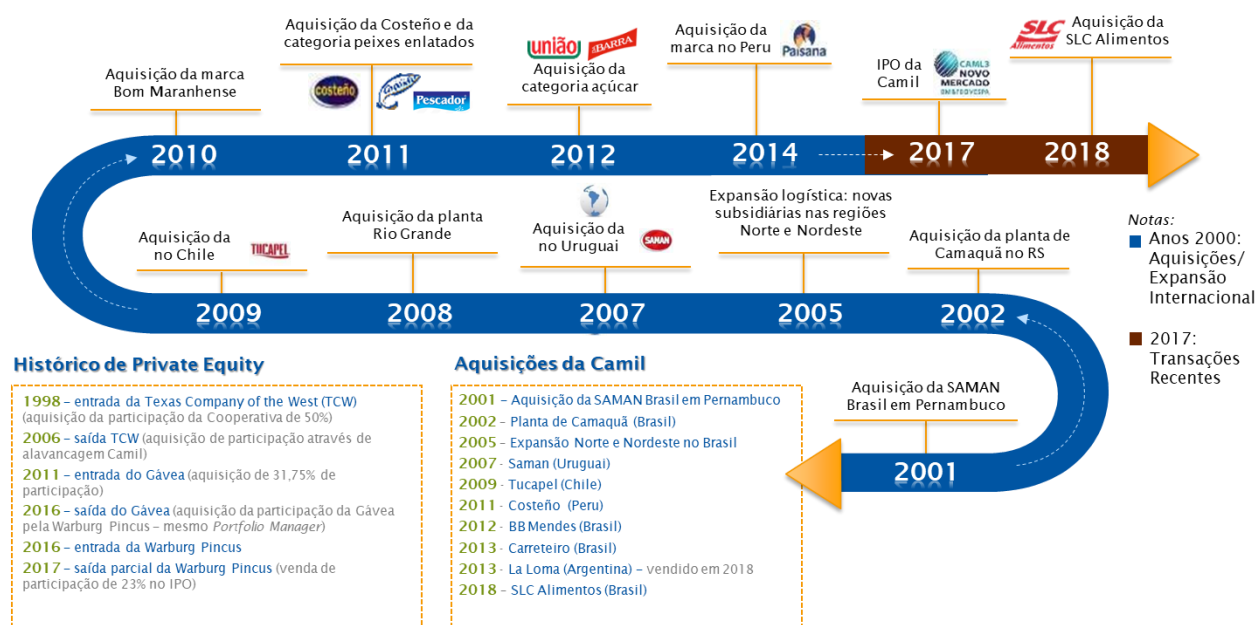 Aquisição da marca
Bom Maranhense
Aquisição da Costeño e da
categoria peixes enlatados
costeño
Coqueiro
Pescador
união
DABARRA
Aquisição da
categoria açúcar
Aquisição da
marca no Peru
Paisana
IPO da
Camil
CAML3
NOVO
MERCADO
BM&FBOVESPA
SLC
Alimentos
Aquisição da
SLC Alimentos
2010
2011
2012
2014
2017
2018
Aquisição da
no Chile
TUCAPEL
Aquisição da planta
Rio Grande
Aquisição da
no Uruguai
SAMAN
Expansão logística: novas
subsidiárias nas regiões
Norte e Nordeste
Aquisição da planta de
Camaquã no RS
2009
2008
2007
2005
2002
Notas:
Anos 2000:
Aquisições/
Expansão
Internacional
2017:
Transações
Recentes
Aquisição da SAMAN
Brasil em Pernambuco
2001
Histórico de Private Equity
1998 – entrada da Texas Company of the West (TCW)
(aquisição da participação da Cooperativa de 50%)
2006 – saída TCW (aquisição de participação através de
alavancagem Camil)
2011 – entrada do Gávea (aquisição de 31,75% de
participação)
2016 – saída do Gávea (aquisição da participação da Gávea
pela Warburg Pincus – mesmo Portfolio Manager)
2016 – entrada da Warburg Pincus
2017 – saída parcial da Warburg Pincus (venda de
participação de 23% no IPO)
Aquisições da Camil
2001 – Aquisição da SAMAN Brasil em Pernambuco
2002 – Planta de Camaquã (Brasil)
2005 – Expansão Norte e Nordeste no Brasil
2007 - Saman (Uruguai)
2009 - Tucapel (Chile)
2011 - Costeño (Peru)
2012 - BB Mendes (Brasil)
2013 - Carreteiro (Brasil)
2013 - La Loma (Argentina) – vendido em 2018
2018 – SLC Alimentos (Brasil)